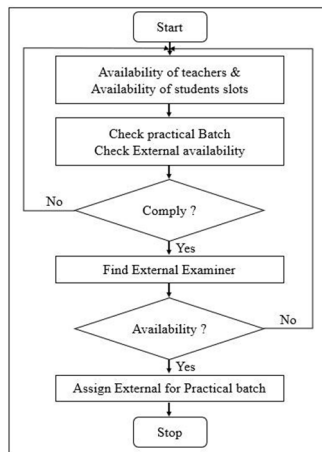 Start
Availability of teachers &
Availability of students slots
Check practical Batch
Check External availability
No
Comply ?
Yes
Find External Examiner
Availability ?
No
Yes
Assign External for Practical batch
Stop